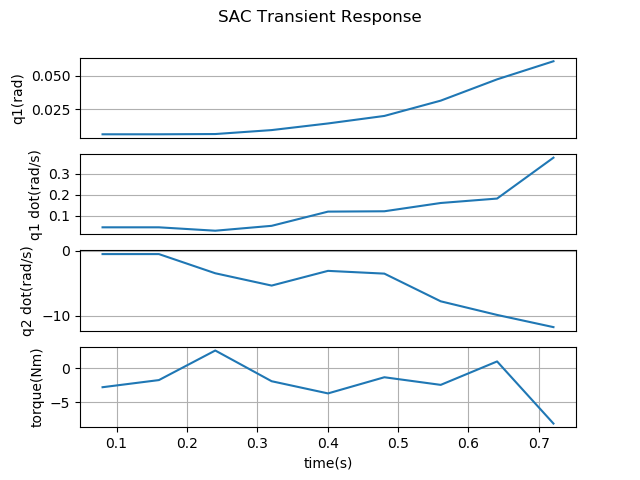 SAC Transient Response
q1(rad)
0.050
0.025
q1 dot(rad/s)
0.3
0.2
0.1
q2 dot(rad/s)
0
−10
torque(Nm)
0
−5
0.1 0.2 0.3 0.4 0.5 0.6 0.7
time(s)